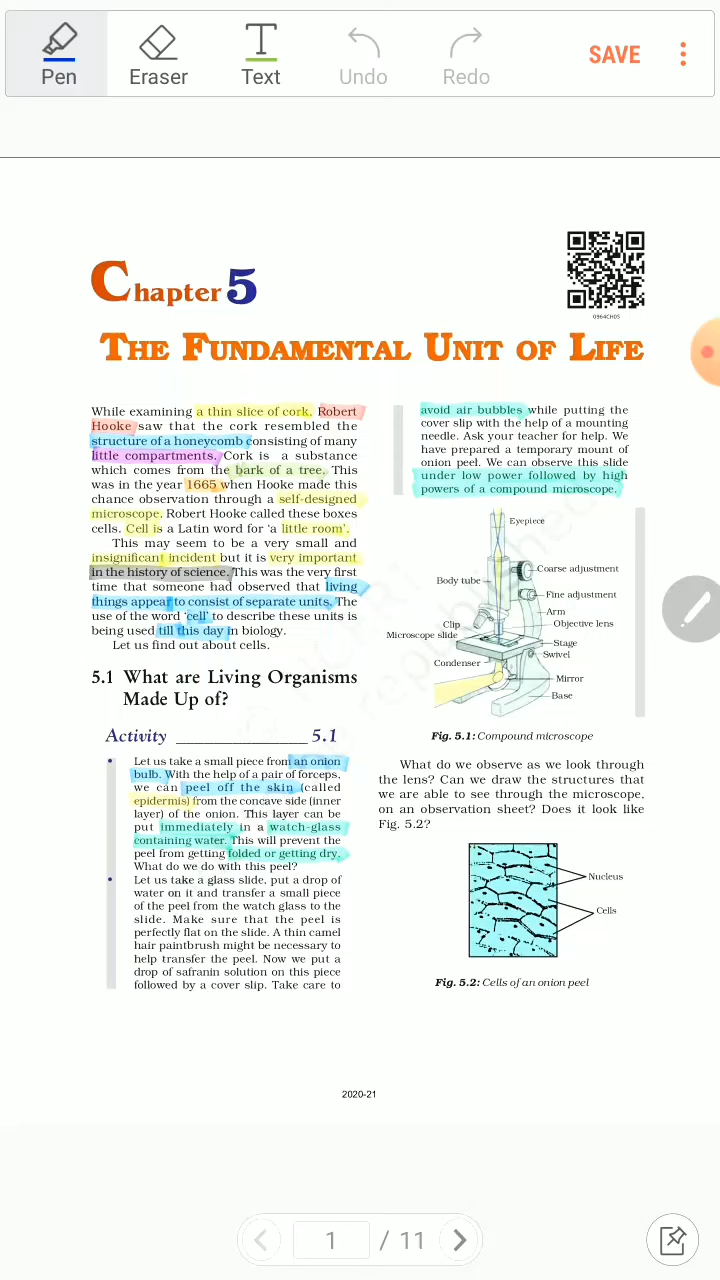 Pen
Eraser
Text
Undo
Redo
SAVE
0964CH05
Chapter 5
THE FUNDAMENTAL UNIT OF LIFE
While examining a thin slice of cork, Robert
Hooke saw that the cork resembled the
structure of a honeycomb consisting of many
little compartments. Cork is a substance
which comes from the bark of a tree. This
was in the year 1665 when Hooke made this
chance observation through a self-designed
microscope. Robert Hooke called these boxes
cells. Cell is a Latin word for ‘a little room’.
This may seem to be a very small and
insignificant incident but it is very important
in the history of science. This was the very first
time that someone had observed that living
things appear to consist of separate units. The
use of the word ‘cell’ to describe these units is
being used till this day in biology.
Let us find out about cells.
5.1 What are Living Organisms
Made Up of?
Activity ________________ 5.1
• Let us take a small piece from an onion
bulb. With the help of a pair of forceps,
we can peel off the skin (called
epidermis) from the concave side (inner
layer) of the onion. This layer can be
put immediately in a watch-glass
containing water. This will prevent the
peel from getting folded or getting dry.
What do we do with this peel?
• Let us take a glass slide, put a drop of
water on it and transfer a small piece
of the peel from the watch glass to the
slide. Make sure that the peel is
perfectly flat on the slide. A thin camel
hair paintbrush might be necessary to
help transfer the peel. Now we put a
drop of safranin solution on this piece
followed by a cover slip. Take care to
avoid air bubbles while putting the
cover slip with the help of a mounting
needle. Ask your teacher for help. We
have prepared a temporary mount of
onion peel. We can observe this slide
under low power followed by high
powers of a compound microscope.
Eyepiece
Coarse adjustment
Body tube
Fine adjustment
Arm
Clip
Objective lens
Microscope slide
Stage
Swivel
Condenser
Mirror
Base
Fig. 5.1: Compound microscope
What do we observe as we look through
the lens? Can we draw the structures that
we are able to see through the microscope,
on an observation sheet? Does it look like
Fig. 5.2?
Nucleus
Cells
Fig. 5.2: Cells of an onion peel
2020-21
1 / 11